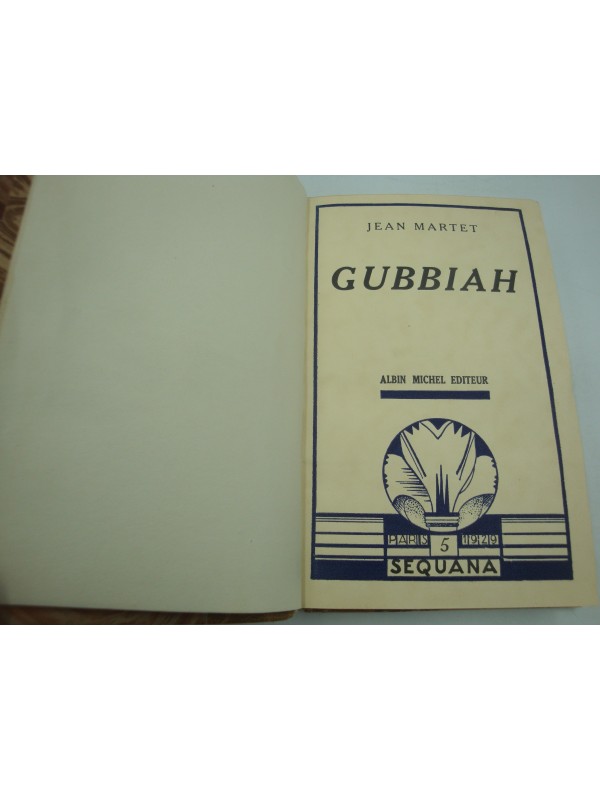 JEAN MARTET
GUBBIAH
ALBIN MICHEL EDITEUR
PARIS 5 1929
SEQUANA